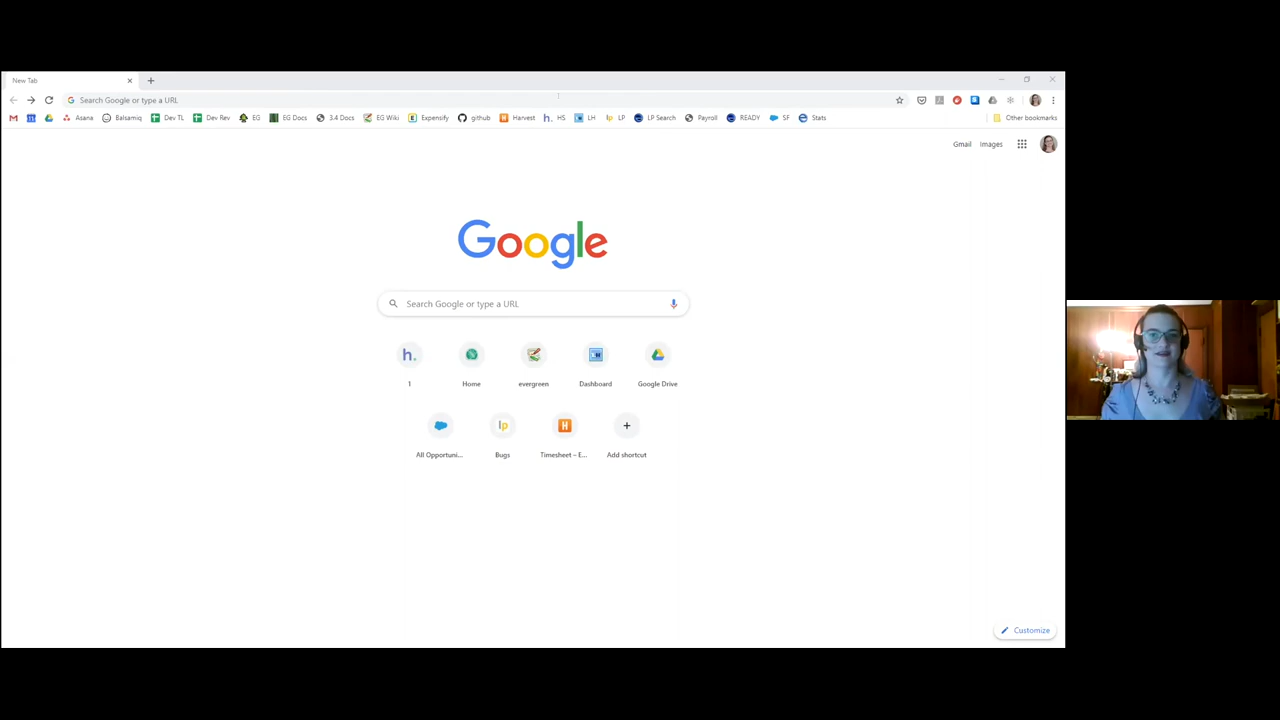 New Tab
Search Google or type a URL
Asana Balsamiq Dev TL Dev Rev EG EG Docs 3.4 Docs EG Wiki Expensify github Harvest HS LH LP LP Search Payroll READY SF Stats Other bookmarks
Gmail Images
Google
Search Google or type a URL
h. H
1 Home evergreen Dashboard Google Drive
lp H
All Opportuni... Bugs Timesheet – E... Add shortcut
Customize